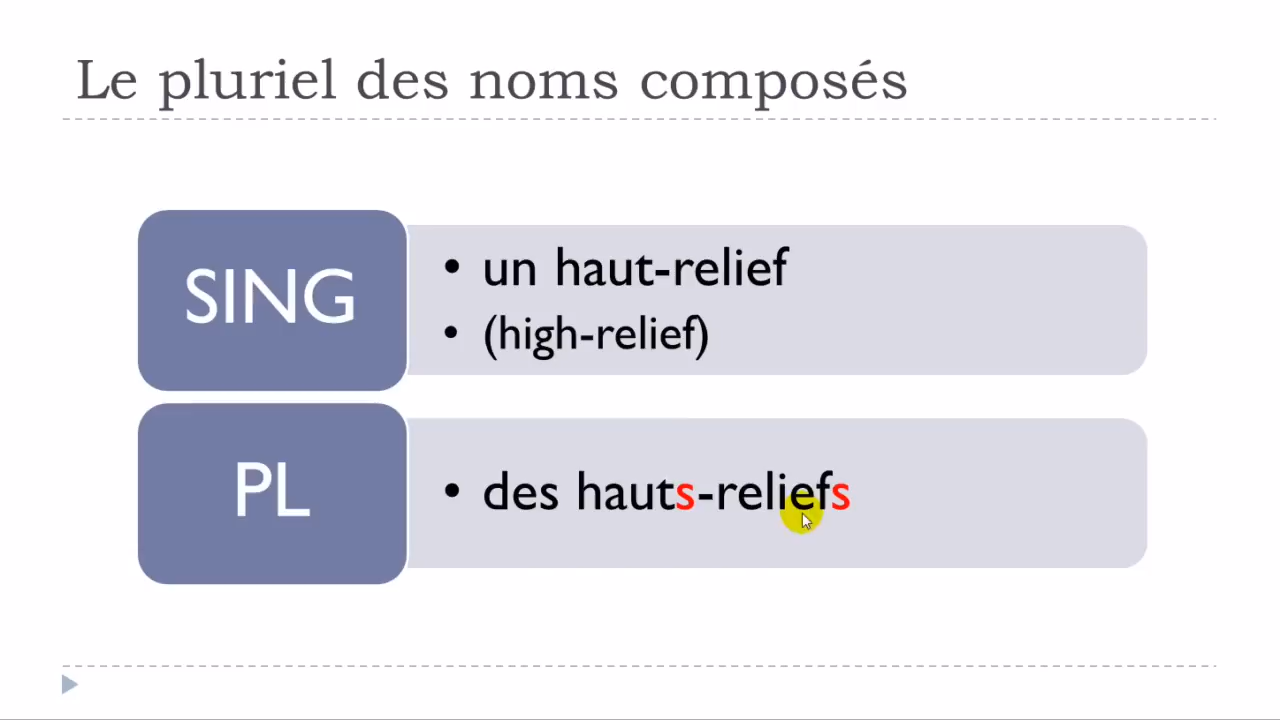 Le pluriel des noms composés
SING
• un haut-relief
• (high-relief)
PL
• des hauts-reliefs